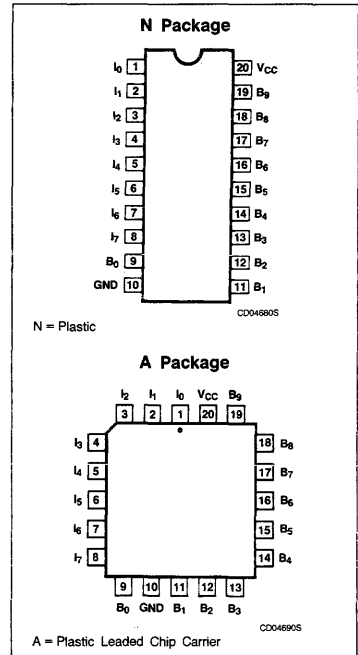 N Package
I0 1 20 VCC
I1 2 19 B9
I2 3 18 B8
I3 4 17 B7
I4 5 16 B6
I5 6 15 B5
I6 7 14 B4
I7 8 13 B3
B0 9 12 B2
GND 10 11 B1
CD04680S
N = Plastic
A Package
I2 I1 I0 VCC B9
3 2 1 20 19
I3 4 18 B8
I4 5 17 B7
I5 6 16 B6
I6 7 15 B5
I7 8 14 B4
9 10 11 12 13
B0 GND B1 B2 B3
CD04690S
A = Plastic Leaded Chip Carrier